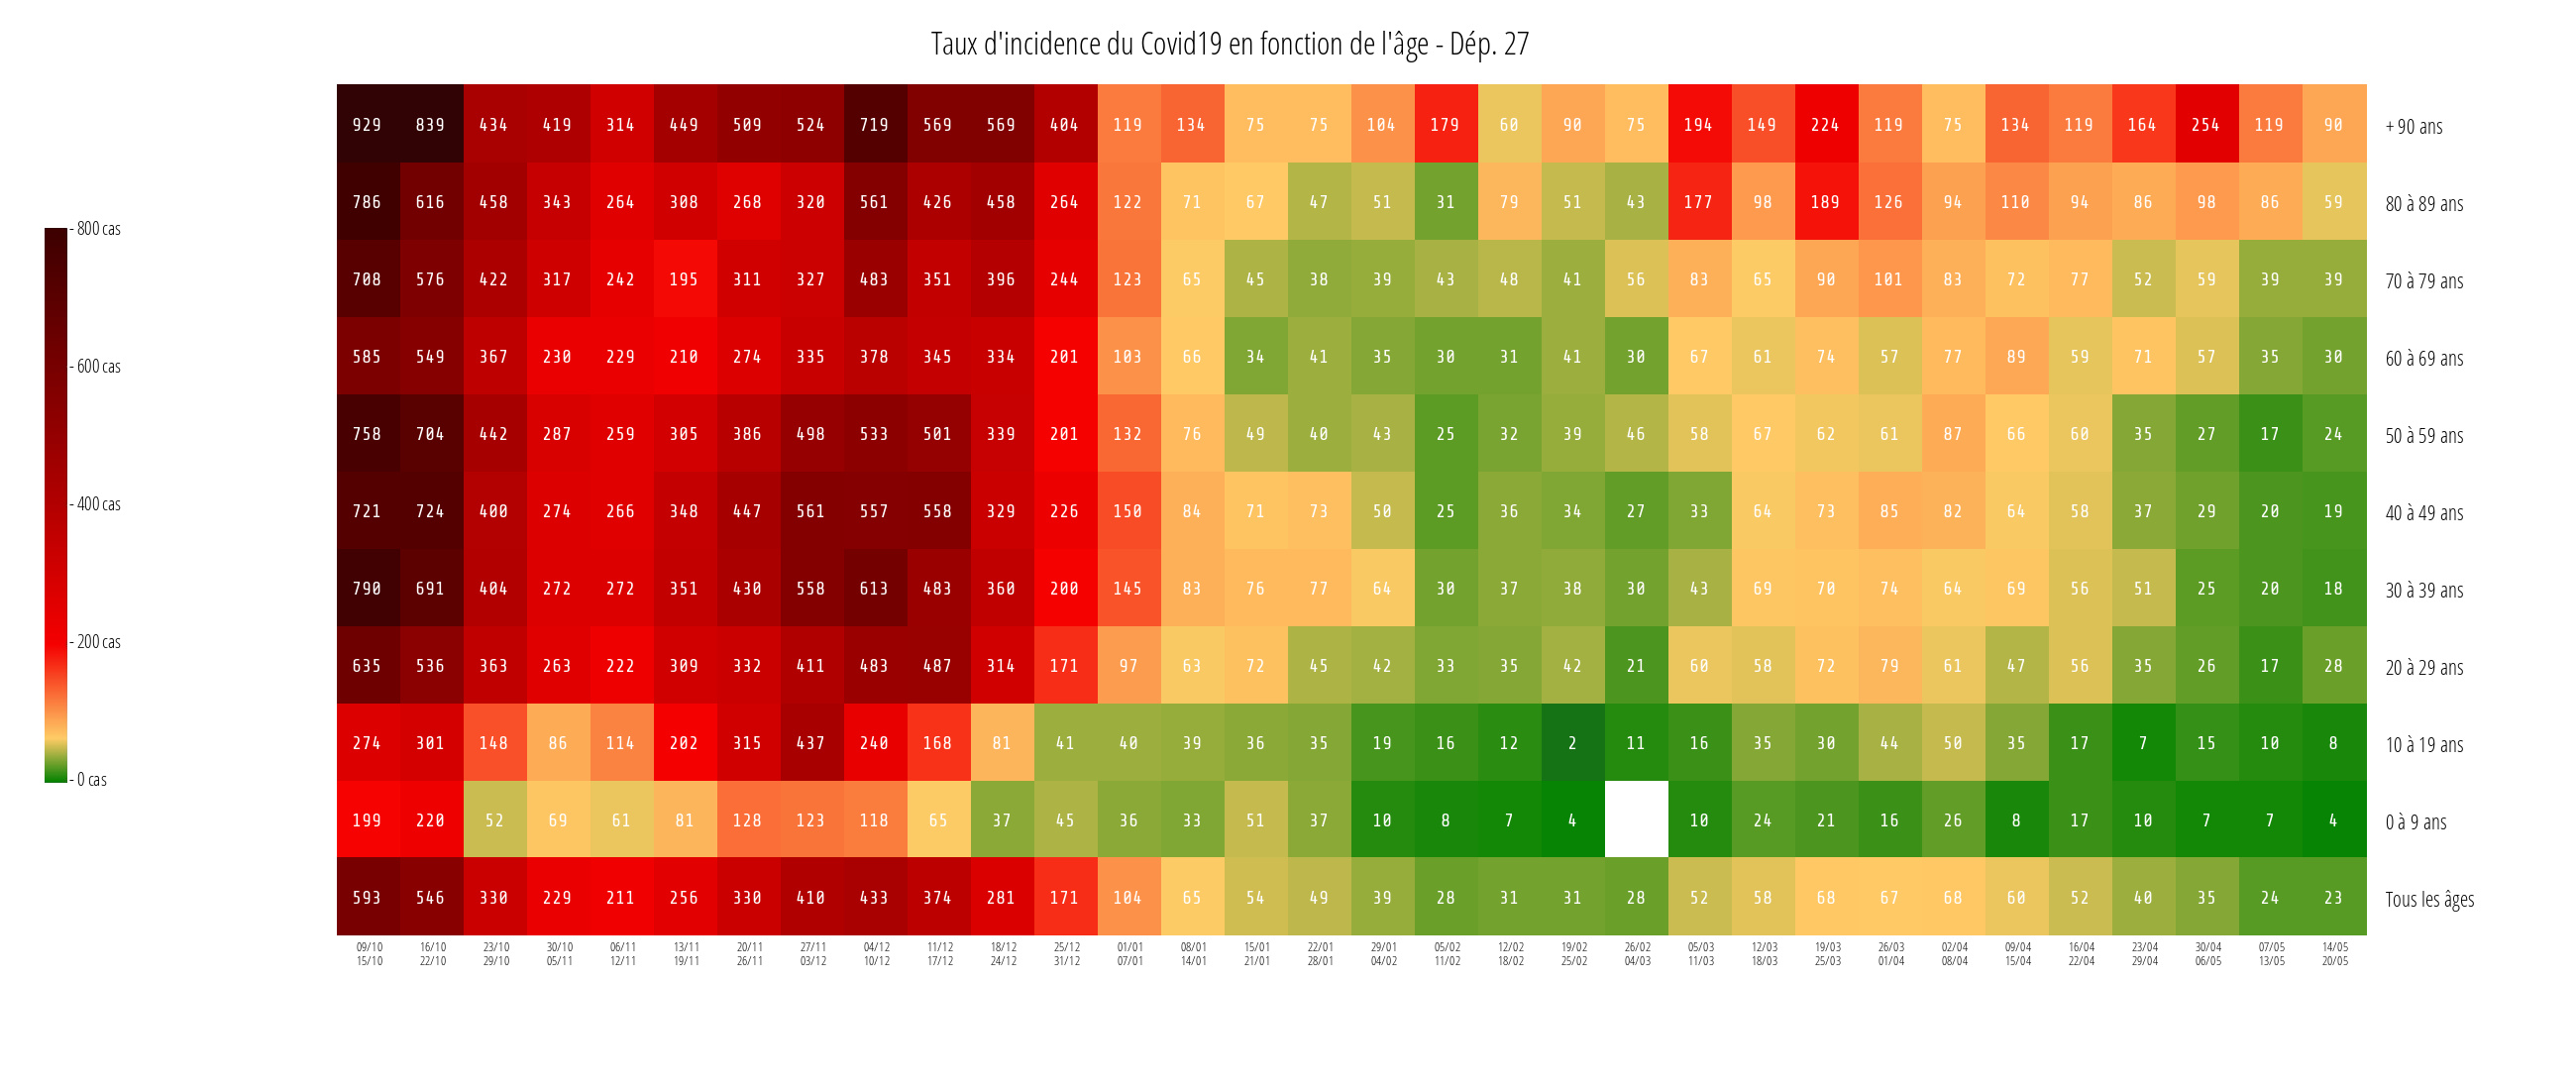 Taux d'incidence du Covid19 en fonction de l'âge - Dép. 27
- 800 cas
- 600 cas
- 400 cas
- 200 cas
- 0 cas
929 839 434 419 314 449 509 524 719 569 569 404 119 134 75 75 104 179 60 90 75 194 149 224 119 75 134 119 164 254 119 90 + 90 ans
786 616 458 343 264 308 268 320 561 426 458 264 122 71 67 47 51 31 79 51 43 177 98 189 126 94 110 94 86 98 86 59 80 à 89 ans
708 576 422 317 242 195 311 327 483 351 396 244 123 65 45 38 39 43 48 41 56 83 65 90 101 83 72 77 52 59 39 39 70 à 79 ans
585 549 367 230 229 210 274 335 378 345 334 201 103 66 34 41 35 30 31 41 30 67 61 74 57 77 89 59 71 57 35 30 60 à 69 ans
758 704 442 287 259 305 386 498 533 501 339 201 132 76 49 40 43 25 32 39 46 58 67 62 61 87 66 60 35 27 17 24 50 à 59 ans
721 724 400 274 266 348 447 561 557 558 329 226 150 84 71 73 50 25 36 34 27 33 64 73 85 82 64 58 37 29 20 19 40 à 49 ans
790 691 404 272 272 351 430 558 613 483 360 200 145 83 76 77 64 30 37 38 30 43 69 70 74 64 69 56 51 25 20 18 30 à 39 ans
635 536 363 263 222 309 332 411 483 487 314 171 97 63 72 45 42 33 35 42 21 60 58 72 79 61 47 56 35 26 17 28 20 à 29 ans
274 301 148 86 114 202 315 437 240 168 81 41 40 39 36 35 19 16 12 2 11 16 35 30 44 50 35 17 7 15 10 8 10 à 19 ans
199 220 52 69 61 81 128 123 118 65 37 45 36 33 51 37 10 8 7 4 10 24 21 16 26 8 17 10 7 7 4 0 à 9 ans
593 546 330 229 211 256 330 410 433 374 281 171 104 65 54 49 39 28 31 31 28 52 58 68 67 68 60 52 40 35 24 23 Tous les âges
09/10 16/10 23/10 30/10 06/11 13/11 20/11 27/11 04/12 11/12 18/12 25/12 01/01 08/01 15/01 22/01 29/01 05/02 12/02 19/02 26/02 05/03 12/03 19/03 26/03 02/04 09/04 16/04 23/04 30/04 07/05 14/05
15/10 22/10 29/10 05/11 12/11 19/11 26/11 03/12 10/12 17/12 24/12 31/12 07/01 14/01 21/01 28/01 04/02 11/02 18/02 25/02 04/03 11/03 18/03 25/03 01/04 08/04 15/04 22/04 29/04 06/05 13/05 20/05